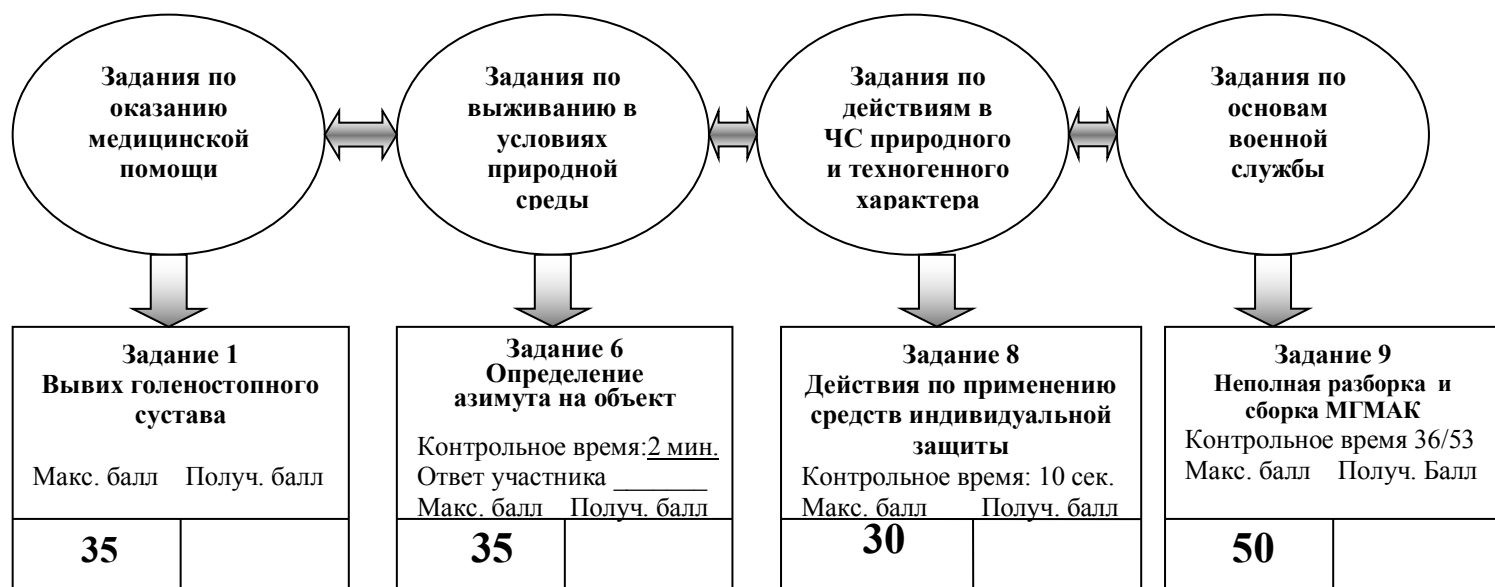 Задания по
оказанию
медицинской
помощи
Задания по
выживанию в
условиях
природной
среды
Задания по
действиям в
ЧС природного
и техногенного
характера
Задания по
основам
военной
службы
Задание 1
Вывих голеностопного
сустава
Макс. балл Получ. балл
35
Задание 6
Определение
азимута на объект
Контрольное время:2 мин.
Ответ участника _______
Макс. балл Получ. балл
35
Задание 8
Действия по применению
средств индивидуальной
защиты
Контрольное время: 10 сек.
Макс. балл Получ. балл
30
Задание 9
Неполная разборка и
сборка МГМАК
Контрольное время 36/53
Макс. балл Получ. Балл
50